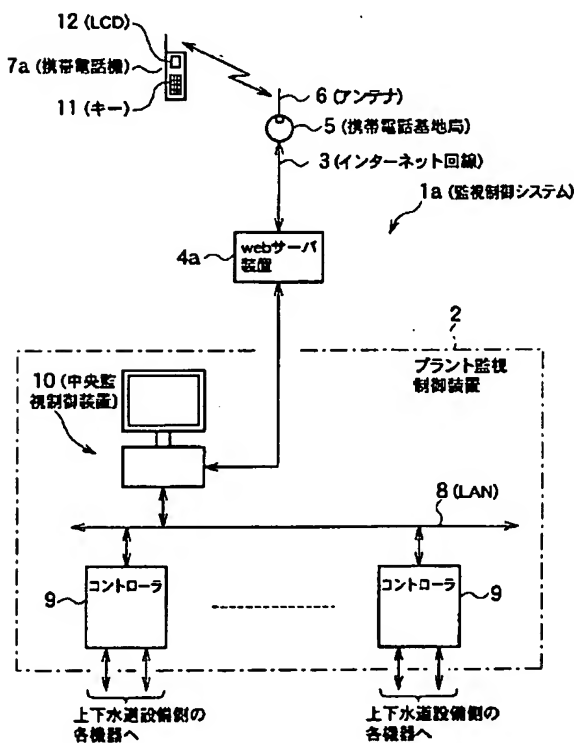 12 (LCD)
7a (携帯電話機)
11 (キー)
6 (アンテナ)
5 (携帯電話基地局)
3 (インターネット回線)
1a (監視制御システム)
webサーバ
装置
4a
2
プラント監視
制御装置
10 (中央監
視制御装置)
8 (LAN)
コントローラ
9
コントローラ
9
上下水道設備側の
各機器へ
上下水道設備側の
各機器へ